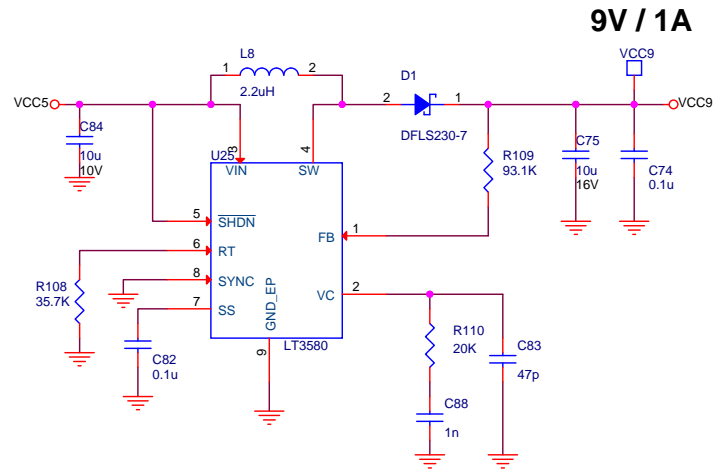 9V / 1A
VCC9
L8
1 2
2.2uH
D1
2 1
DFLS230-7
VCC5
VCC9
C84
10u
10V
U25
3
4
VIN
SW
R109
93.1K
C75
10u
16V
C74
0.1u
5
SHDN
6
RT
8
SYNC
7
SS
GND_EP
9
LT3580
FB
1
VC
2
R108
35.7K
C82
0.1u
R110
20K
C83
47p
C88
1n